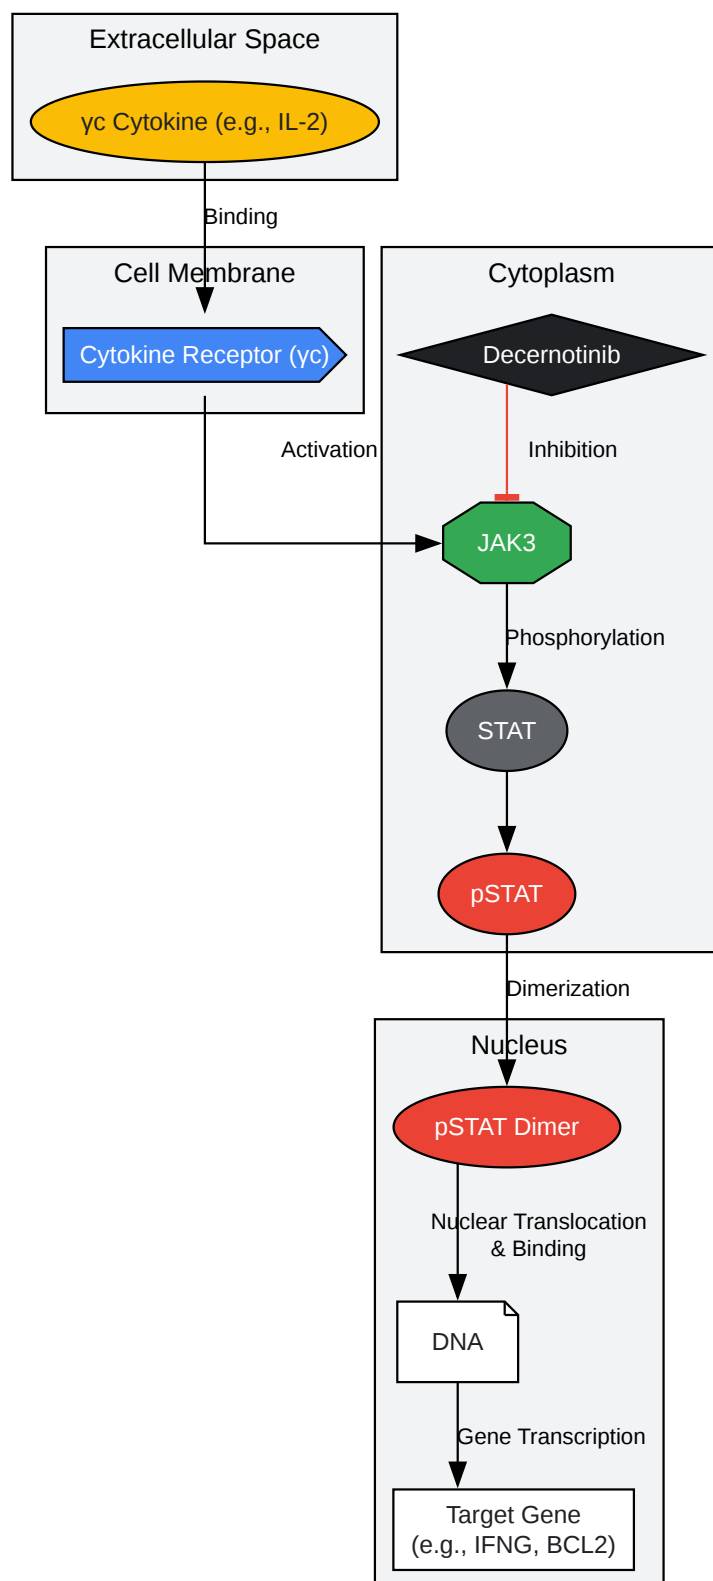 Extracellular Space
γc Cytokine (e.g., IL-2)
Binding
Cell Membrane
Cytokine Receptor (γc)
Cytoplasm
Decernotinib
Activation
Inhibition
JAK3
Phosphorylation
STAT
pSTAT
Dimerization
Nucleus
pSTAT Dimer
Nuclear Translocation
& Binding
DNA
Gene Transcription
Target Gene
(e.g., IFNG, BCL2)